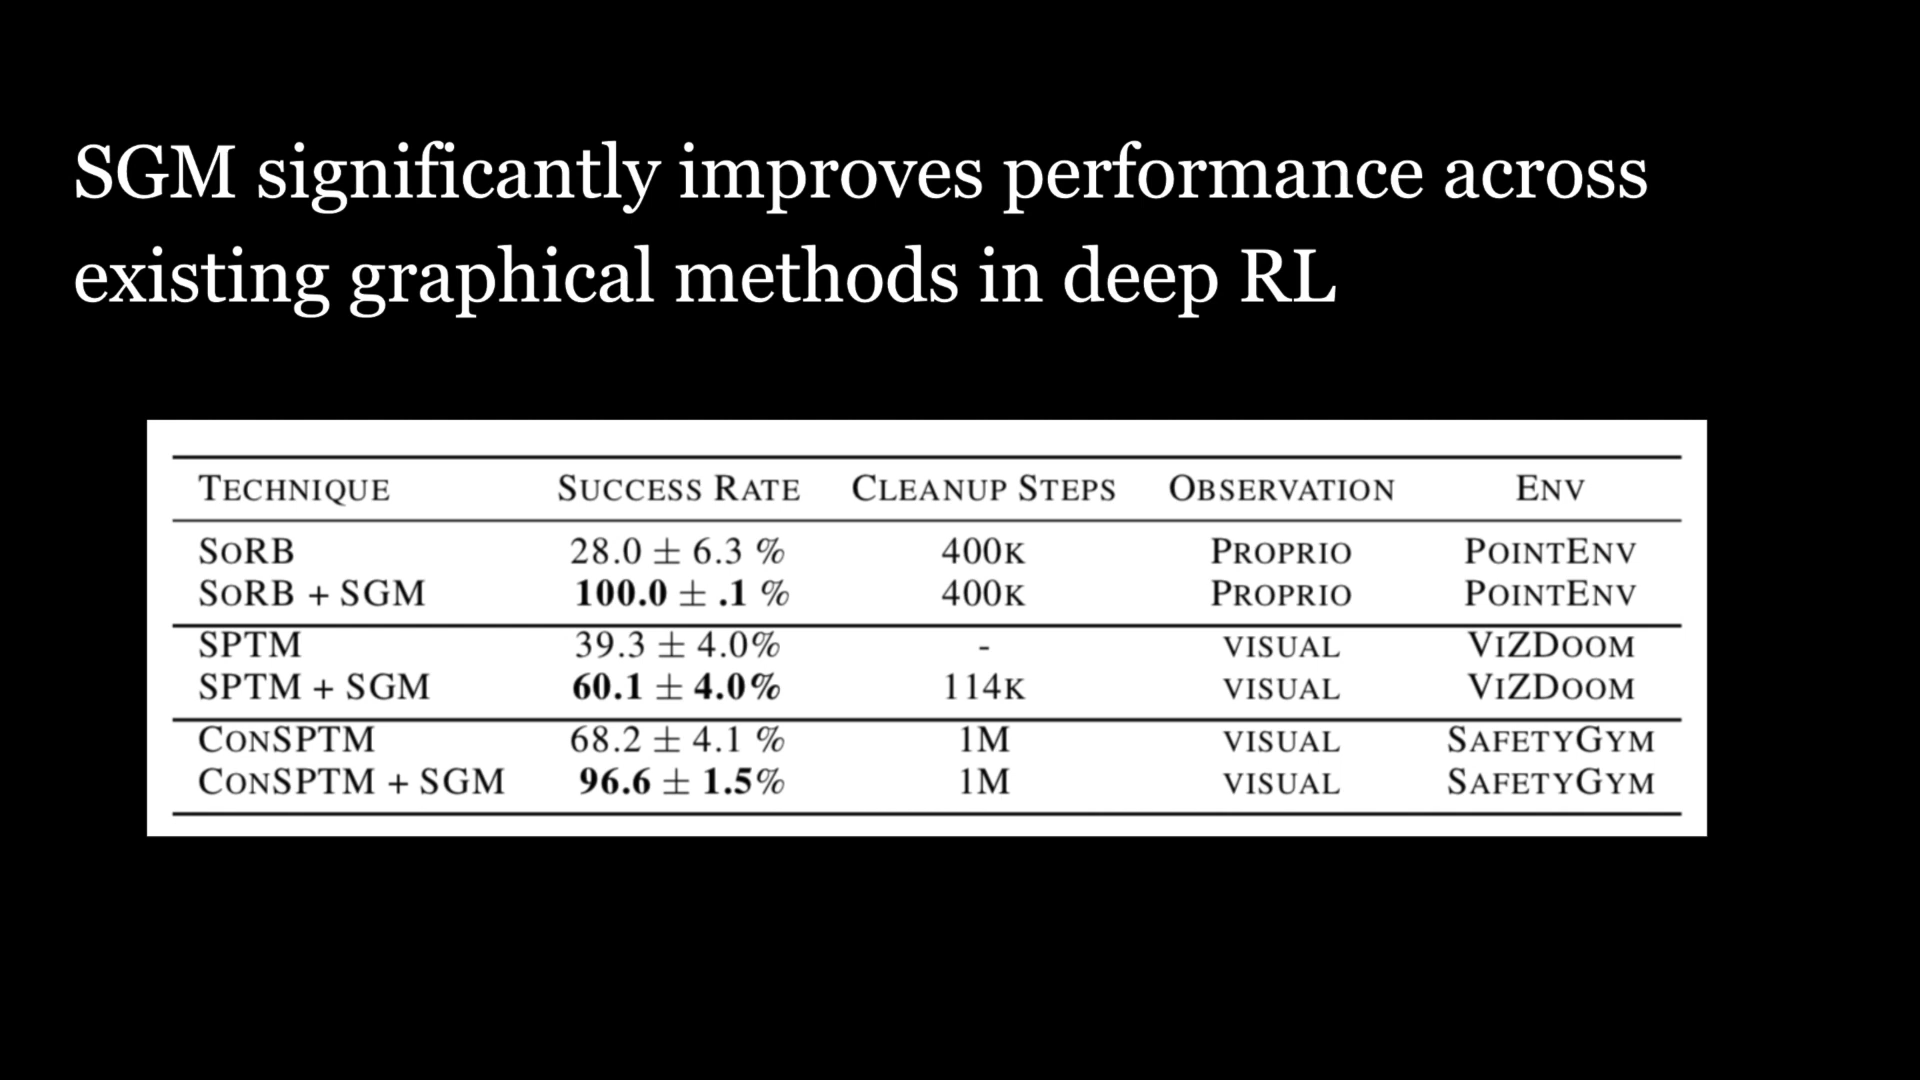 SGM significantly improves performance across
existing graphical methods in deep RL
TECHNIQUE SUCCESS RATE CLEANUP STEPS OBSERVATION ENV
SORB 28.0 ± 6.3 % 400K PROPRIO POINTENV
SORB + SGM 100.0 ± .1 % 400K PROPRIO POINTENV
SPTM 39.3 ± 4.0% - VISUAL VIZDOOM
SPTM + SGM 60.1 ± 4.0% 114K VISUAL VIZDOOM
CONSPTM 68.2 ± 4.1 % 1M VISUAL SAFETYGYM
CONSPTM + SGM 96.6 ± 1.5% 1M VISUAL SAFETYGYM